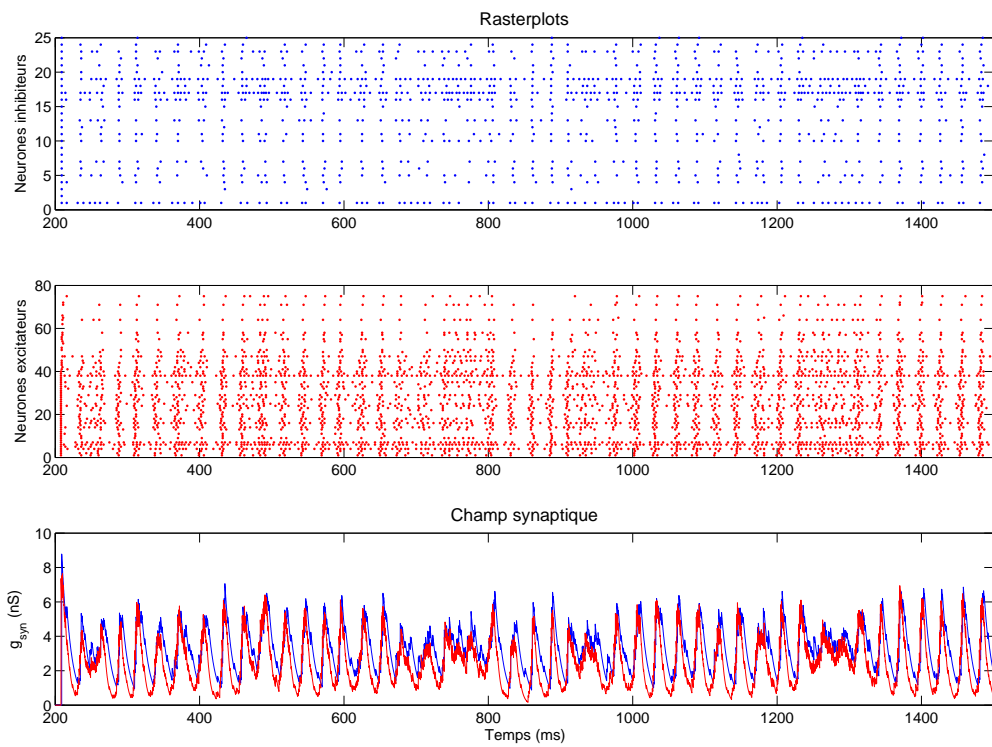 Rasterplots
Neurones inhibiteurs
25
20
15
10
5
0
200 400 600 800 1000 1200 1400
Neurones excitateurs
80
60
40
20
0
200 400 600 800 1000 1200 1400
Champ synaptique
g_syn (nS)
10
8
6
4
2
0
200 400 600 800 1000 1200 1400
Temps (ms)